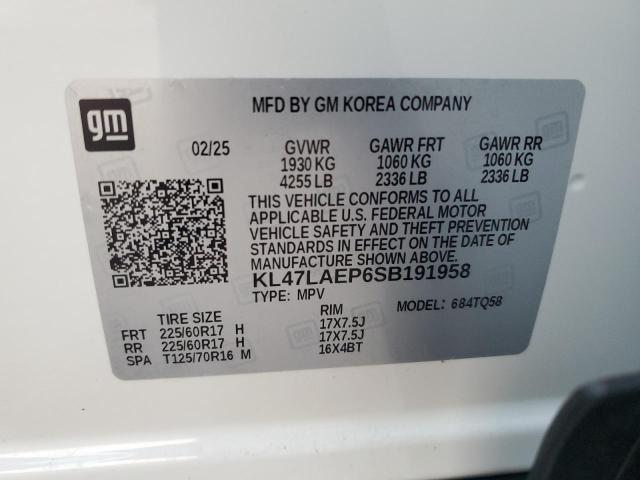 gm
MFD BY GM KOREA COMPANY
02/25 GVWR GAWR FRT GAWR RR
1930 KG 1060 KG 1060 KG
4255 LB 2336 LB 2336 LB
THIS VEHICLE CONFORMS TO ALL
APPLICABLE U.S. FEDERAL MOTOR
VEHICLE SAFETY AND THEFT PREVENTION
STANDARDS IN EFFECT ON THE DATE OF
MANUFACTURE SHOWN ABOVE.
KL47LAEP6SB191958
TYPE: MPV MODEL: 684TQ58
TIRE SIZE RIM
FRT 225/60R17 H 17X7.5J
RR 225/60R17 H 17X7.5J
SPA T125/70R16 M 16X4BT